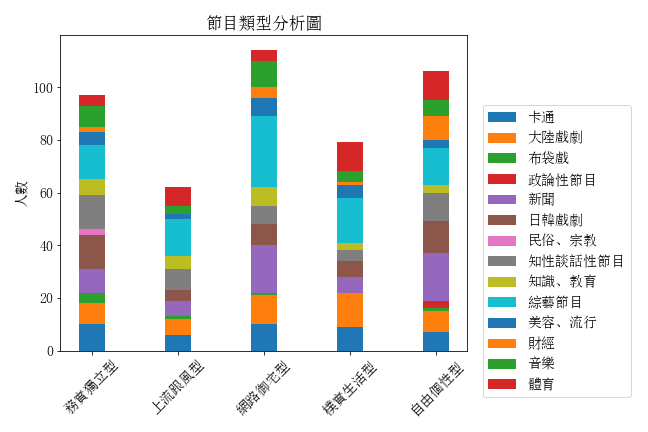 節目類型分析圖
人數
100
80
60
40
20
0
務實獨立型
上流跟風型
網路御宅型
樸實生活型
自由個性型
卡通
大陸戲劇
布袋戲
政論性節目
新聞
日韓戲劇
民俗、宗教
知性談話性節目
知識、教育
綜藝節目
美容、流行
財經
音樂
體育